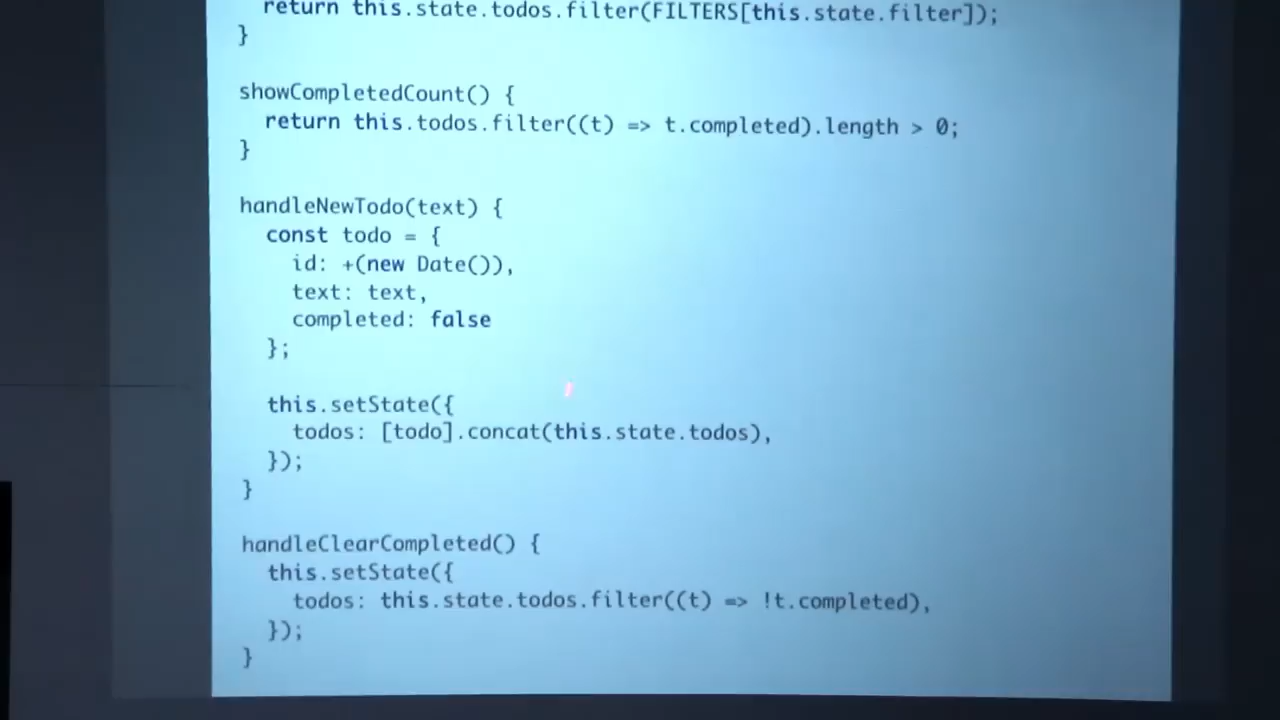 return this.state.todos.filter(FILTERS[this.state.filter]);
}
showCompletedCount() {
return this.todos.filter((t) => t.completed).length > 0;
}
handleNewTodo(text) {
const todo = {
id: +(new Date()),
text: text,
completed: false
};
this.setState({
todos: [todo].concat(this.state.todos),
});
}
handleClearCompleted() {
this.setState({
todos: this.state.todos.filter((t) => !t.completed),
});
}